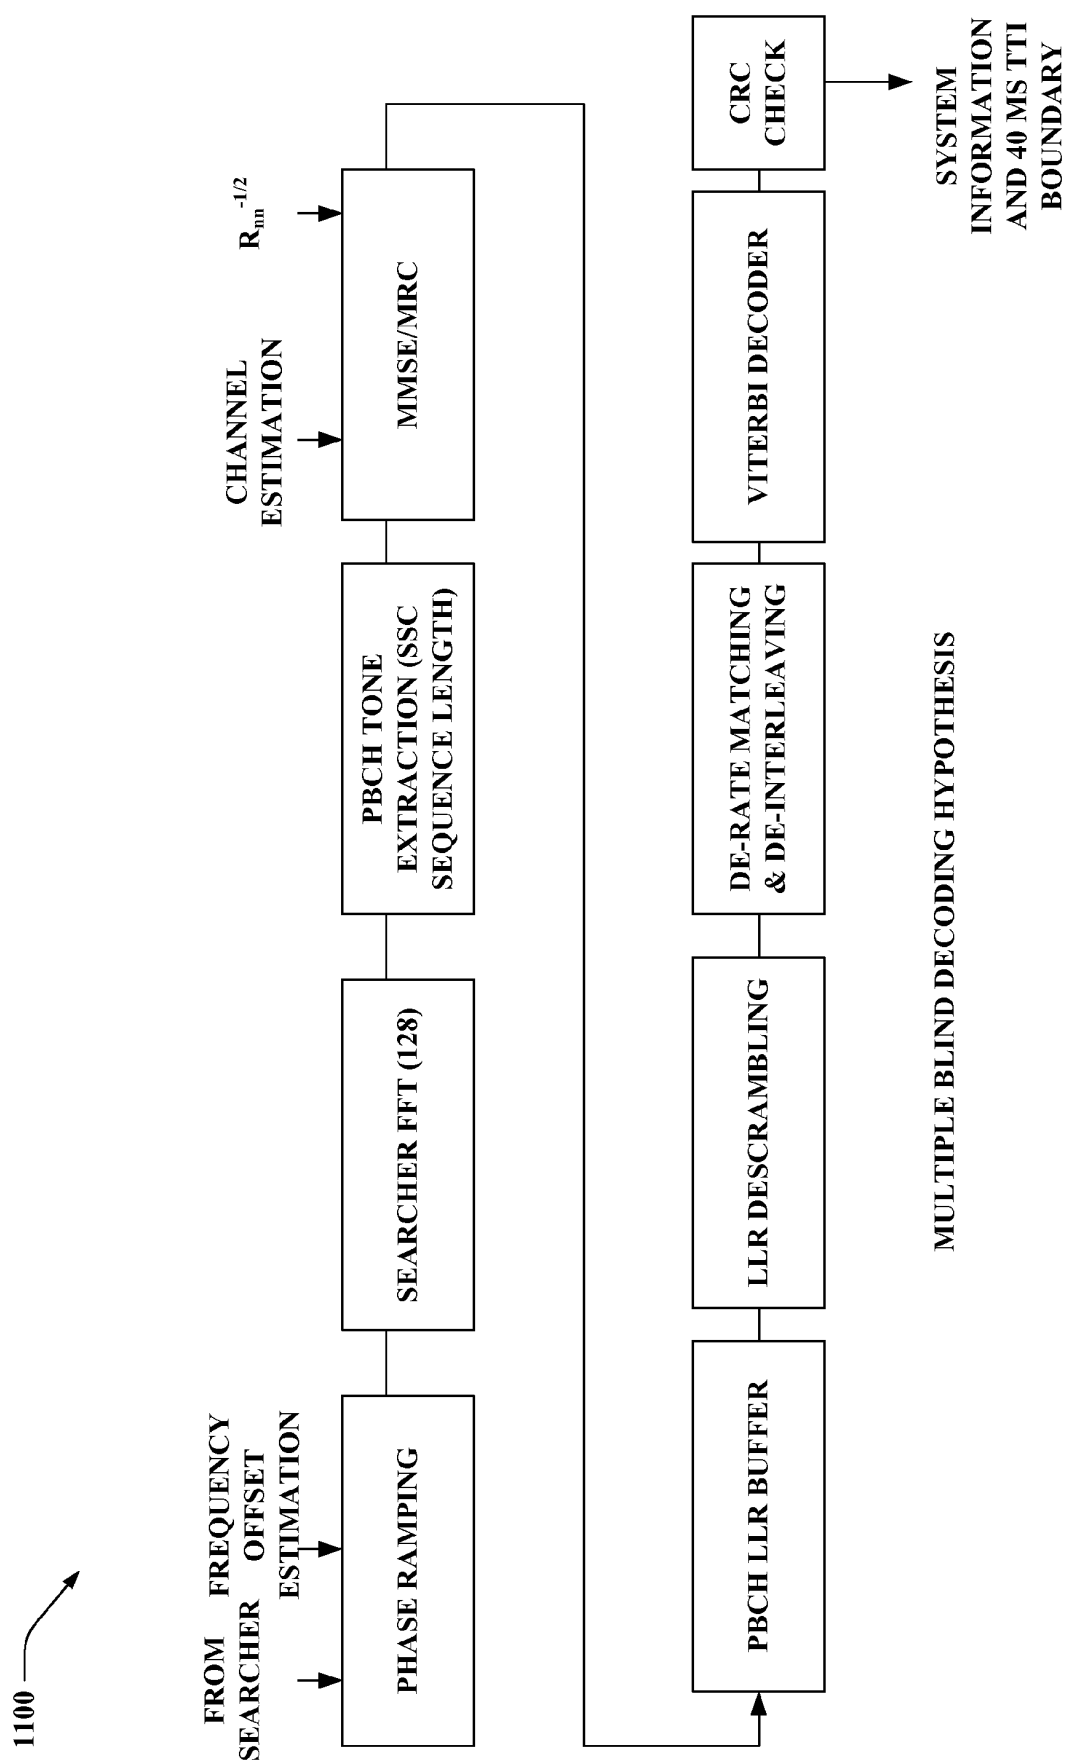 1100
FROM
SEARCHER
FREQUENCY
OFFSET
ESTIMATION
CHANNEL
ESTIMATION
Rnn-1/2
PHASE RAMPING
SEARCHER FFT (128)
PBCH TONE
EXTRACTION (SSC
SEQUENCE LENGTH)
MMSE/MRC
PBCH LLR BUFFER
LLR DESCRAMBLING
DE-RATE MATCHING
& DE-INTERLEAVING
VITERBI DECODER
CRC
CHECK
SYSTEM
INFORMATION
AND 40 MS TTI
BOUNDARY
MULTIPLE BLIND DECODING HYPOTHESIS